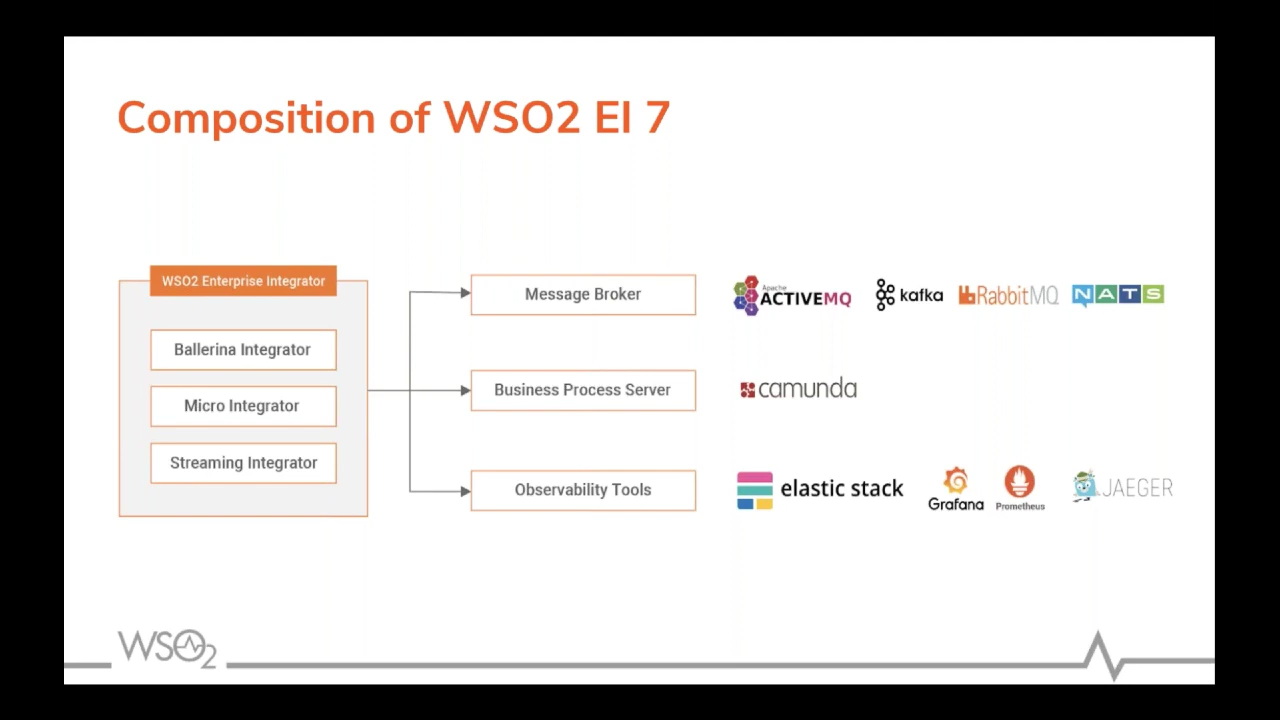 Composition of WSO2 EI 7
WSO2 Enterprise Integrator
Ballerina Integrator
Micro Integrator
Streaming Integrator
Message Broker
Apache
ACTIVEMQ
kafka
RabbitMQ
NATS
Business Process Server
camunda
Observability Tools
elastic stack
Grafana
Prometheus
JAEGER
WSO2